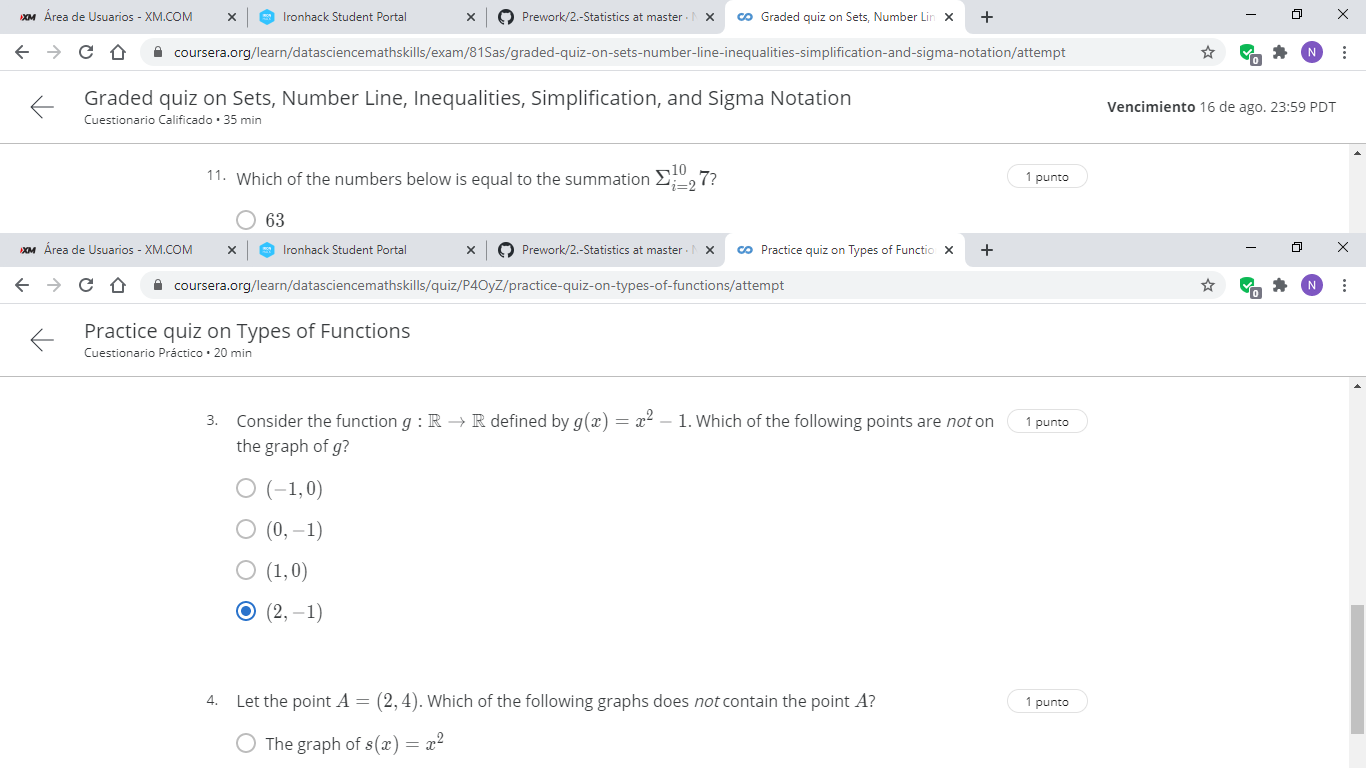 XM Área de Usuarios - XM.COM
Ironhack Student Portal
Prework/2.-Statistics at master ·
Graded quiz on Sets, Number Lin
coursera.org/learn/datasciencemathskills/exam/81Sas/graded-quiz-on-sets-number-line-inequalities-simplification-and-sigma-notation/attempt
0
N
Graded quiz on Sets, Number Line, Inequalities, Simplification, and Sigma Notation
Cuestionario Calificado • 35 min
Vencimiento 16 de ago. 23:59 PDT
11. Which of the numbers below is equal to the summation Σ_{i=2}^{10} 7?
1 punto
63
XM Área de Usuarios - XM.COM
Ironhack Student Portal
Prework/2.-Statistics at master ·
Practice quiz on Types of Functio
coursera.org/learn/datasciencemathskills/quiz/P4OyZ/practice-quiz-on-types-of-functions/attempt
0
N
Practice quiz on Types of Functions
Cuestionario Práctico • 20 min
3. Consider the function g : ℝ → ℝ defined by g(x) = x² − 1. Which of the following points are not on
the graph of g?
1 punto
(−1, 0)
(0, −1)
(1, 0)
(2, −1)
4. Let the point A = (2, 4). Which of the following graphs does not contain the point A?
1 punto
The graph of s(x) = x²